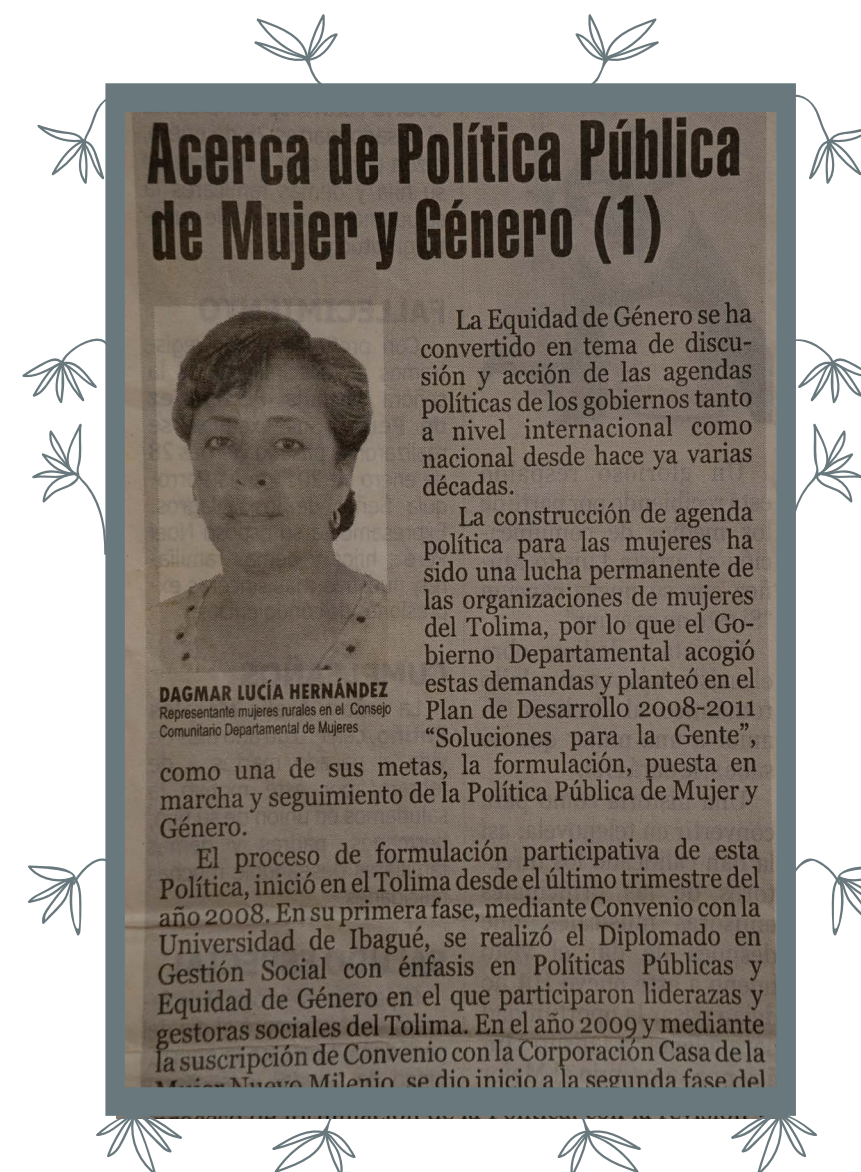 Acerca de Política Pública
de Mujer y Género (1)
La Equidad de Género se ha
convertido en tema de discu-
sión y acción de las agendas
políticas de los gobiernos tanto
a nivel internacional como
nacional desde hace ya varias
décadas.
La construcción de agenda
política para las mujeres ha
sido una lucha permanente de
las organizaciones de mujeres
del Tolima, por lo que el Go-
bierno Departamental acogió
estas demandas y planteó en el
Plan de Desarrollo 2008-2011
“Soluciones para la Gente”,
DAGMAR LUCÍA HERNÁNDEZ
Representante mujeres rurales en el Consejo
Comunitario Departamental de Mujeres
como una de sus metas, la formulación, puesta en
marcha y seguimiento de la Política Pública de Mujer y
Género.
El proceso de formulación participativa de esta
Política, inició en el Tolima desde el último trimestre del
año 2008. En su primera fase, mediante Convenio con la
Universidad de Ibagué, se realizó el Diplomado en
Gestión Social con énfasis en Políticas Públicas y
Equidad de Género en el que participaron liderazas y
gestoras sociales del Tolima. En el año 2009 y mediante
la suscripción de Convenio con la Corporación Casa de la
Mujer Nuevo Milenio, se dio inicio a la segunda fase del